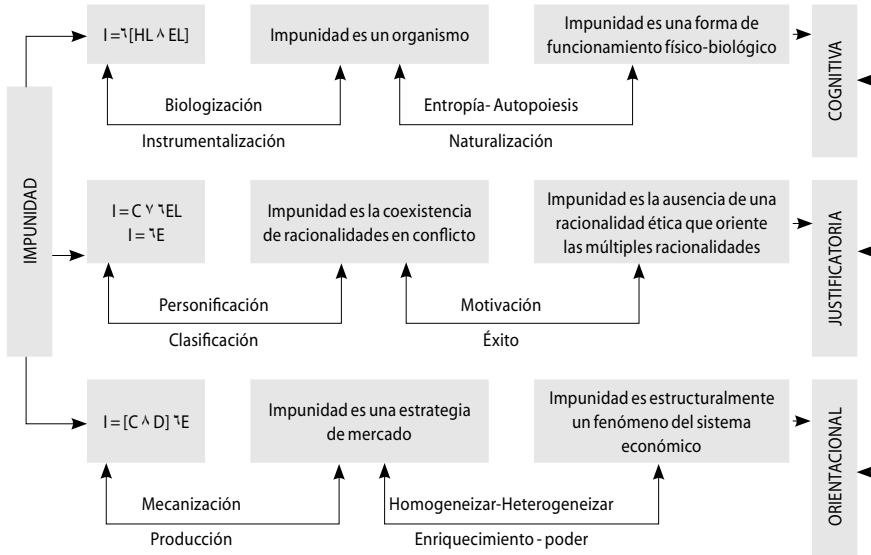 IMPUNIDAD
I = ㄱ[HL ^ EL]
Impunidad es un organismo
Impunidad es una forma de
funcionamiento físico-biológico
COGNITIVA
Biologización
Instrumentalización
Entropía- Autopoiesis
Naturalización
I = C ˅ ㄱEL
I = ㄱE
Impunidad es la coexistencia
de racionalidades en conflicto
Impunidad es la ausencia de una
racionalidad ética que oriente
las múltiples racionalidades
JUSTIFICATORIA
Personificación
Clasificación
Motivación
Éxito
I = [C ^ D] ㄱE
Impunidad es una estrategia
de mercado
Impunidad es estructuralmente
un fenómeno del sistema
económico
ORIENTACIONAL
Mecanización
Producción
Homogeneizar-Heterogeneizar
Enriquecimiento - poder